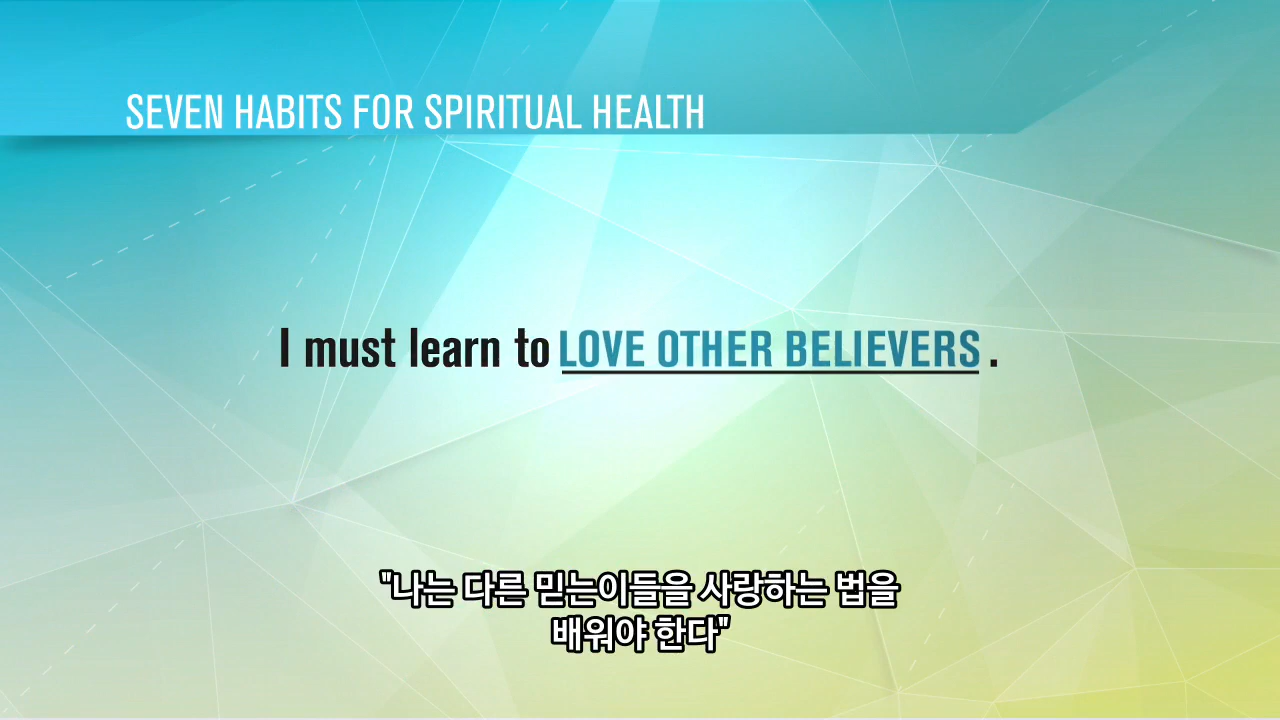 SEVEN HABITS FOR SPIRITUAL HEALTH
I must learn to LOVE OTHER BELIEVERS .
"나는 다른 믿는이들을 사랑하는 법을
배워야 한다"